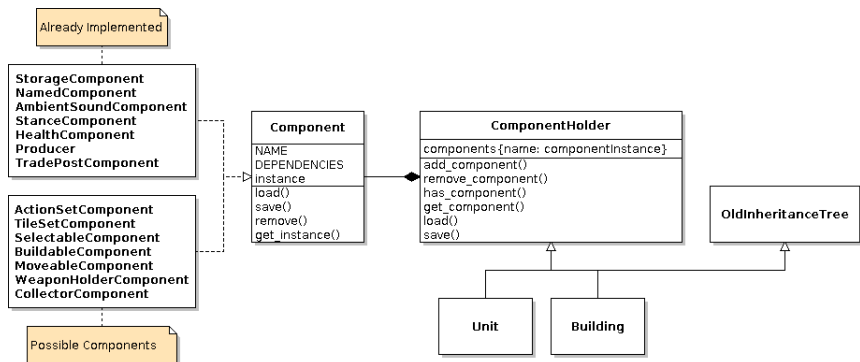 Already Implemented
StorageComponent
NamedComponent
AmbientSoundComponent
StanceComponent
HealthComponent
Producer
TradePostComponent
ActionSetComponent
TileSetComponent
SelectableComponent
BuildableComponent
MoveableComponent
WeaponHolderComponent
CollectorComponent
Possible Components
Component
NAME
DEPENDENCIES
instance
load()
save()
remove()
get_instance()
ComponentHolder
components{name: componentInstance}
add_component()
remove_component()
has_component()
get_component()
load()
save()
OldInheritanceTree
Unit
Building